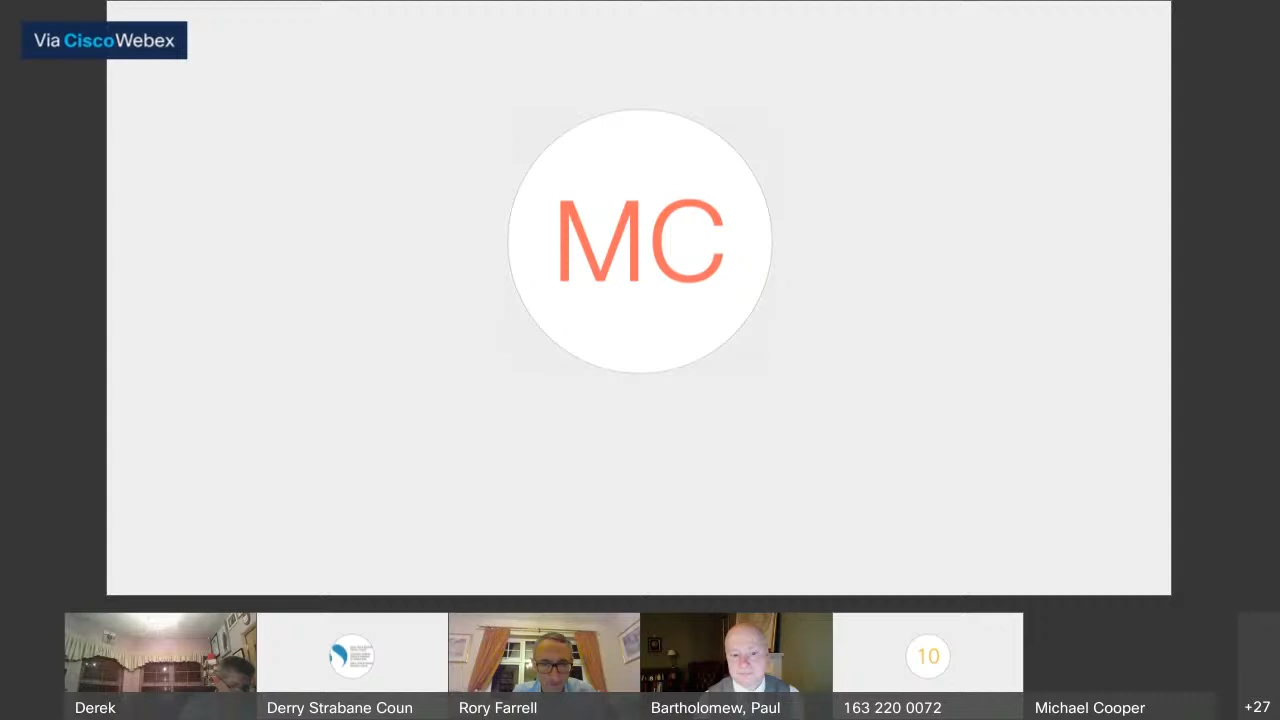 Via CiscoWebex
MC
10
Derek
Derry Strabane Coun
Rory Farrell
Bartholomew, Paul
163 220 0072
Michael Cooper
+27